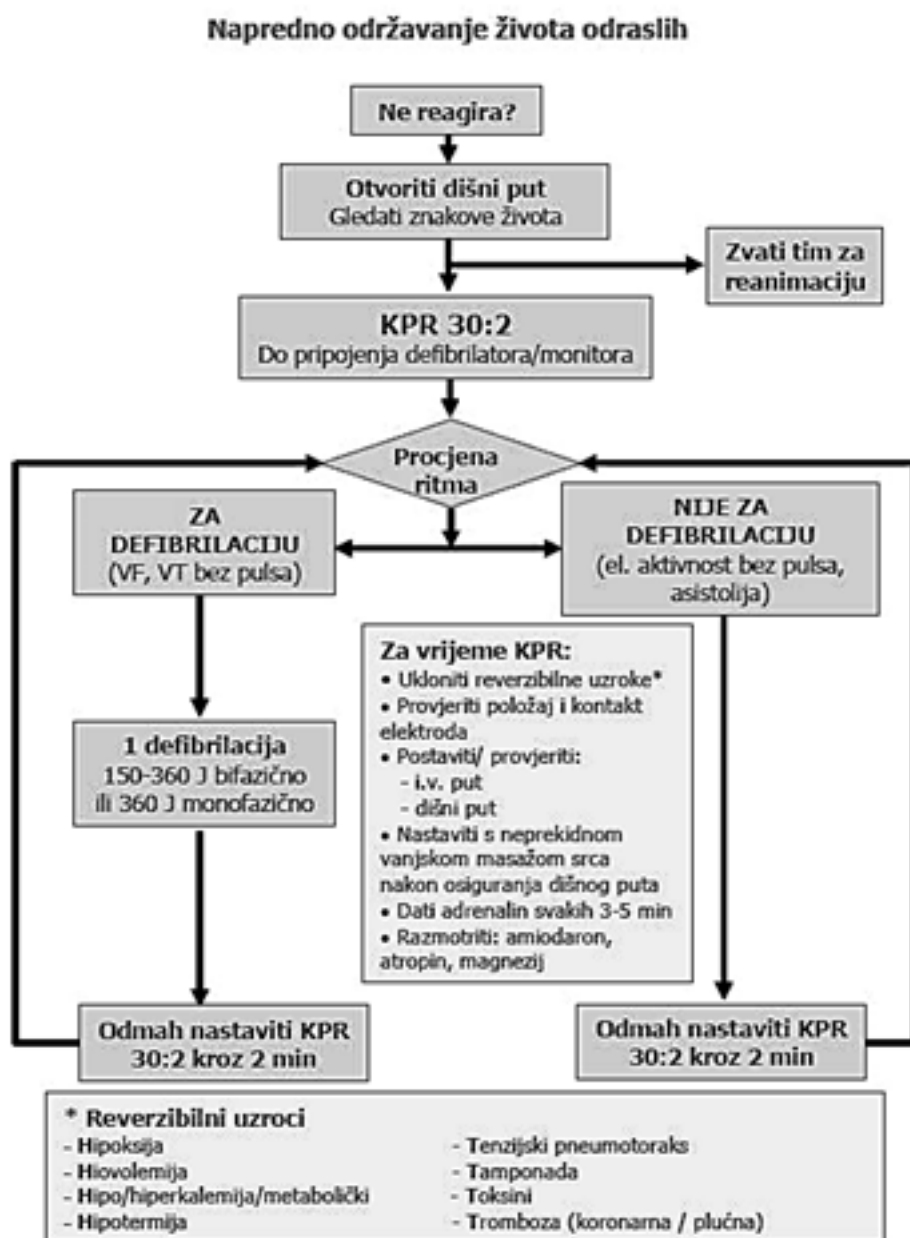 Napredno održavanje života odraslih
Ne reagira?
Otvoriti dišni put
Gledati znakove života
Zvati tim za
reanimaciju
KPR 30:2
Do pripojenja defibrilatora/monitora
Procjena
ritma
ZA
DEFIBRILACIJU
(VF, VT bez pulsa)
NIJE ZA
DEFIBRILACIJU
(el. aktivnost bez pulsa,
asistolija)
1 defibrilacija
150-360 J bifazično
ili 360 J monofazično
Za vrijeme KPR:
• Ukloniti reverzibilne uzroke*
• Provjeriti položaj i kontakt
elektroda
• Postaviti/ provjeriti:
- i.v. put
- dišni put
• Nastaviti s neprekidnom
vanjskom masažom srca
nakon osiguranja dišnog puta
• Dati adrenalin svakih 3-5 min
• Razmotriti: amiodaron,
atropin, magnezij
Odmah nastaviti KPR
30:2 kroz 2 min
Odmah nastaviti KPR
30:2 kroz 2 min
* Reverzibilni uzroci
- Hipoksija
- Hiovolemija
- Hipo/hiperkalemija/metabolički
- Hipotermija
- Tenzijski pneumotoraks
- Tamponada
- Toksini
- Tromboza (koronarna / plućna)